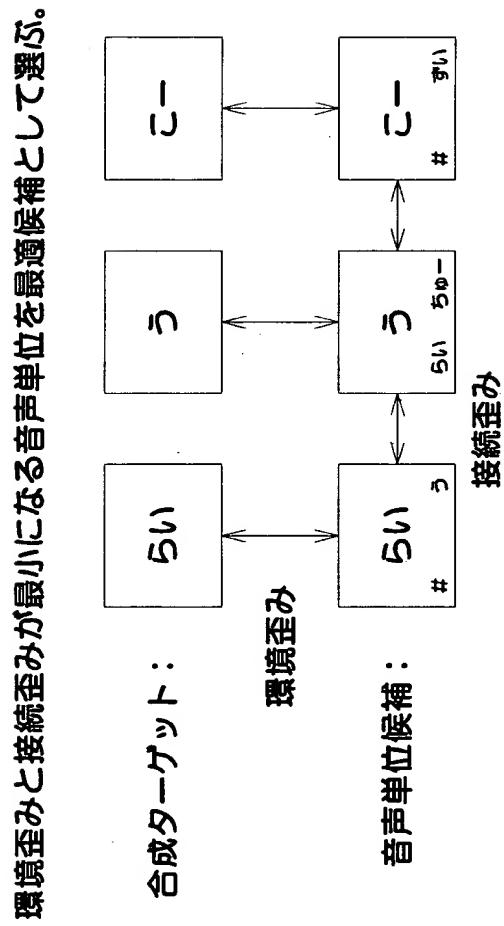 環境歪みと接続歪みが最小になる音声単位を最適候補として選ぶ。
合成ターゲット： らい う こー
環境歪み
音声単位候補： # らい う らい う ちゅー # こー ずい
接続歪み